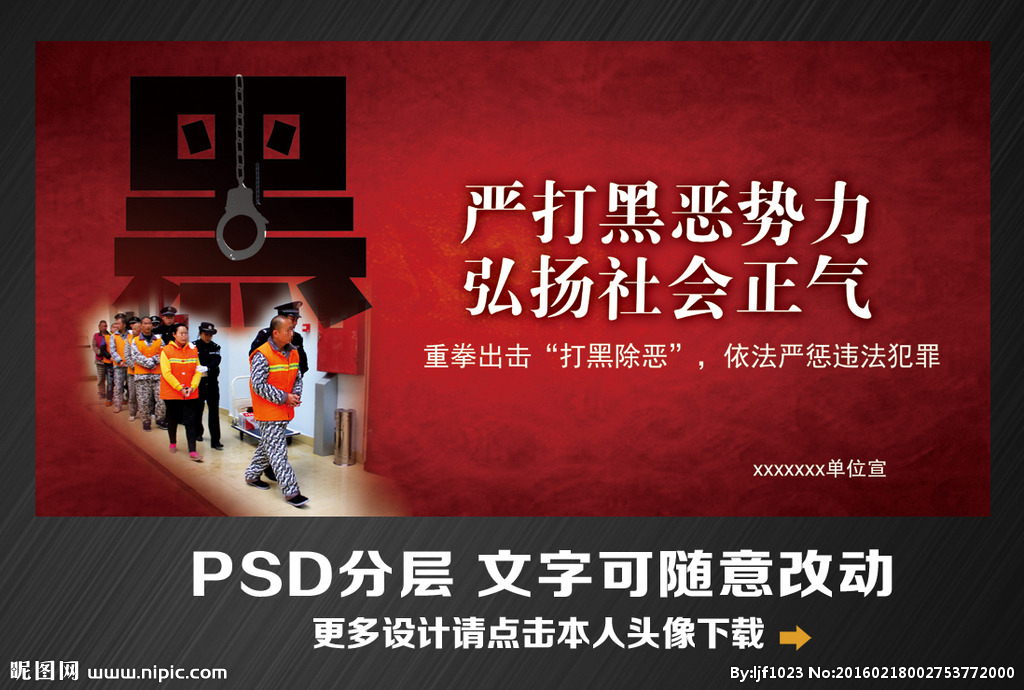 黑
严打黑恶势力
弘扬社会正气
重拳出击“打黑除恶”，依法严惩违法犯罪
xxxxxxx单位宣
PSD分层 文字可随意改动
更多设计请点击本人头像下载
昵图网 www.nipic.com
By:ljf1023 No:20160218002753772000